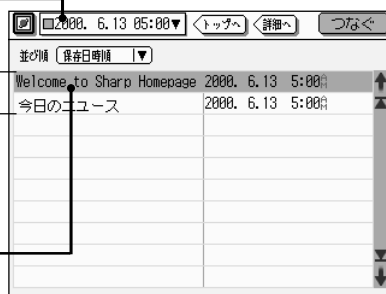 2000. 6.13 05:00▼ トップへ 詳細へ つなぐ
並び順 保存日時順 ▼
Welcome to Sharp Homepage 2000. 6.13 5:00
今日のニュース 2000. 6.13 5:00